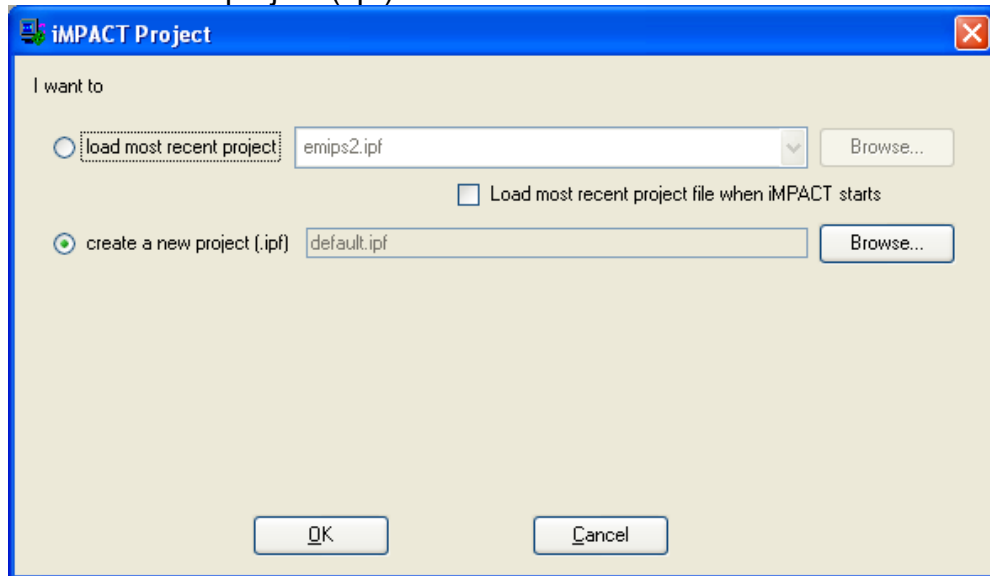 iMPACT Project
I want to
load most recent project emips2.ipf Browse...
Load most recent project file when iMPACT starts
create a new project (.ipf) default.ipf Browse...
OK Cancel